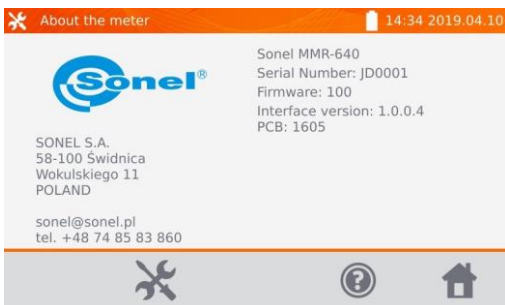 About the meter
14:34 2019.04.10
Sonel®
SONEL S.A.
58-100 Świdnica
Wokulskiego 11
POLAND
sonel@sonel.pl
tel. +48 74 85 83 860
Sonel MMR-640
Serial Number: JD0001
Firmware: 100
Interface version: 1.0.0.4
PCB: 1605
?